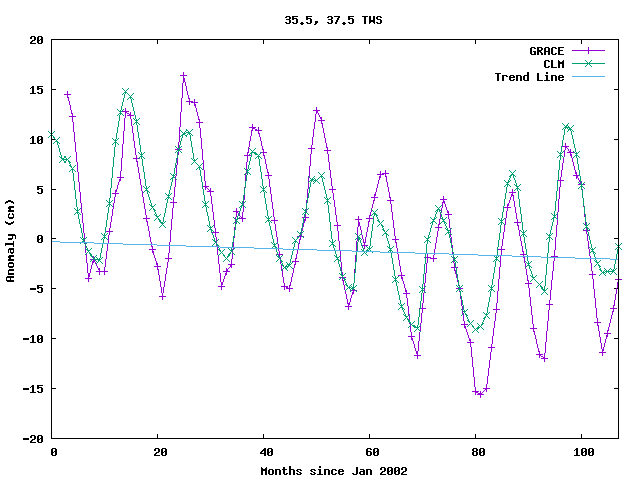 35.5, 37.5 TWS
GRACE
CLM
Trend Line
20
15
10
5
0
-5
-10
-15
-20
Anomaly (cm)
0 20 40 60 80 100
Months since Jan 2002